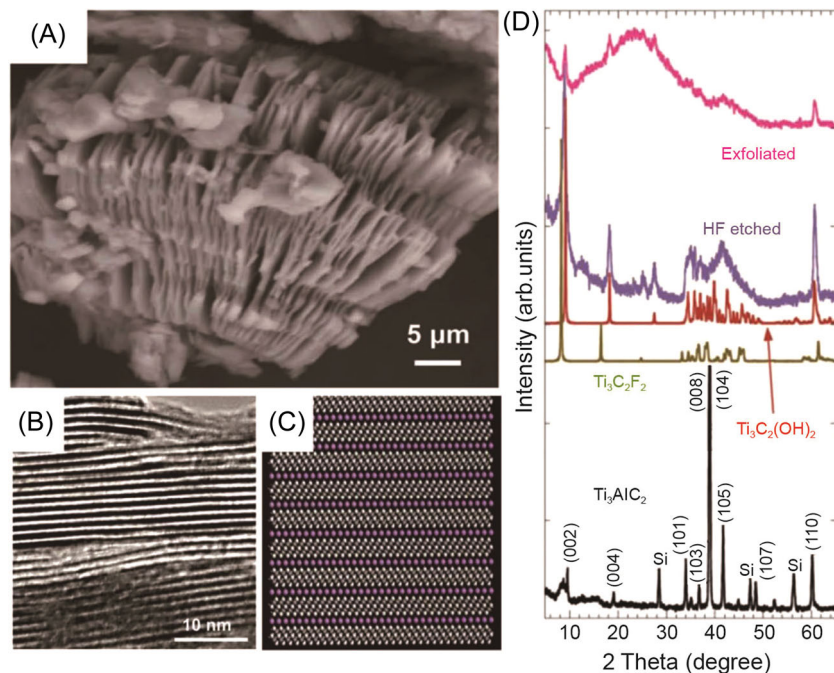 (A)
5 µm
(B)
10 nm
(C)
(D)
Intensity (arb.units)
Exfoliated
HF etched
Ti₃C₂F₂
Ti₃C₂(OH)₂
Ti₃AlC₂
(002)
(004)
Si
(101)
(103)
(008)
(104)
(105)
Si
(107)
Si
(110)
10 20 30 40 50 60
2 Theta (degree)